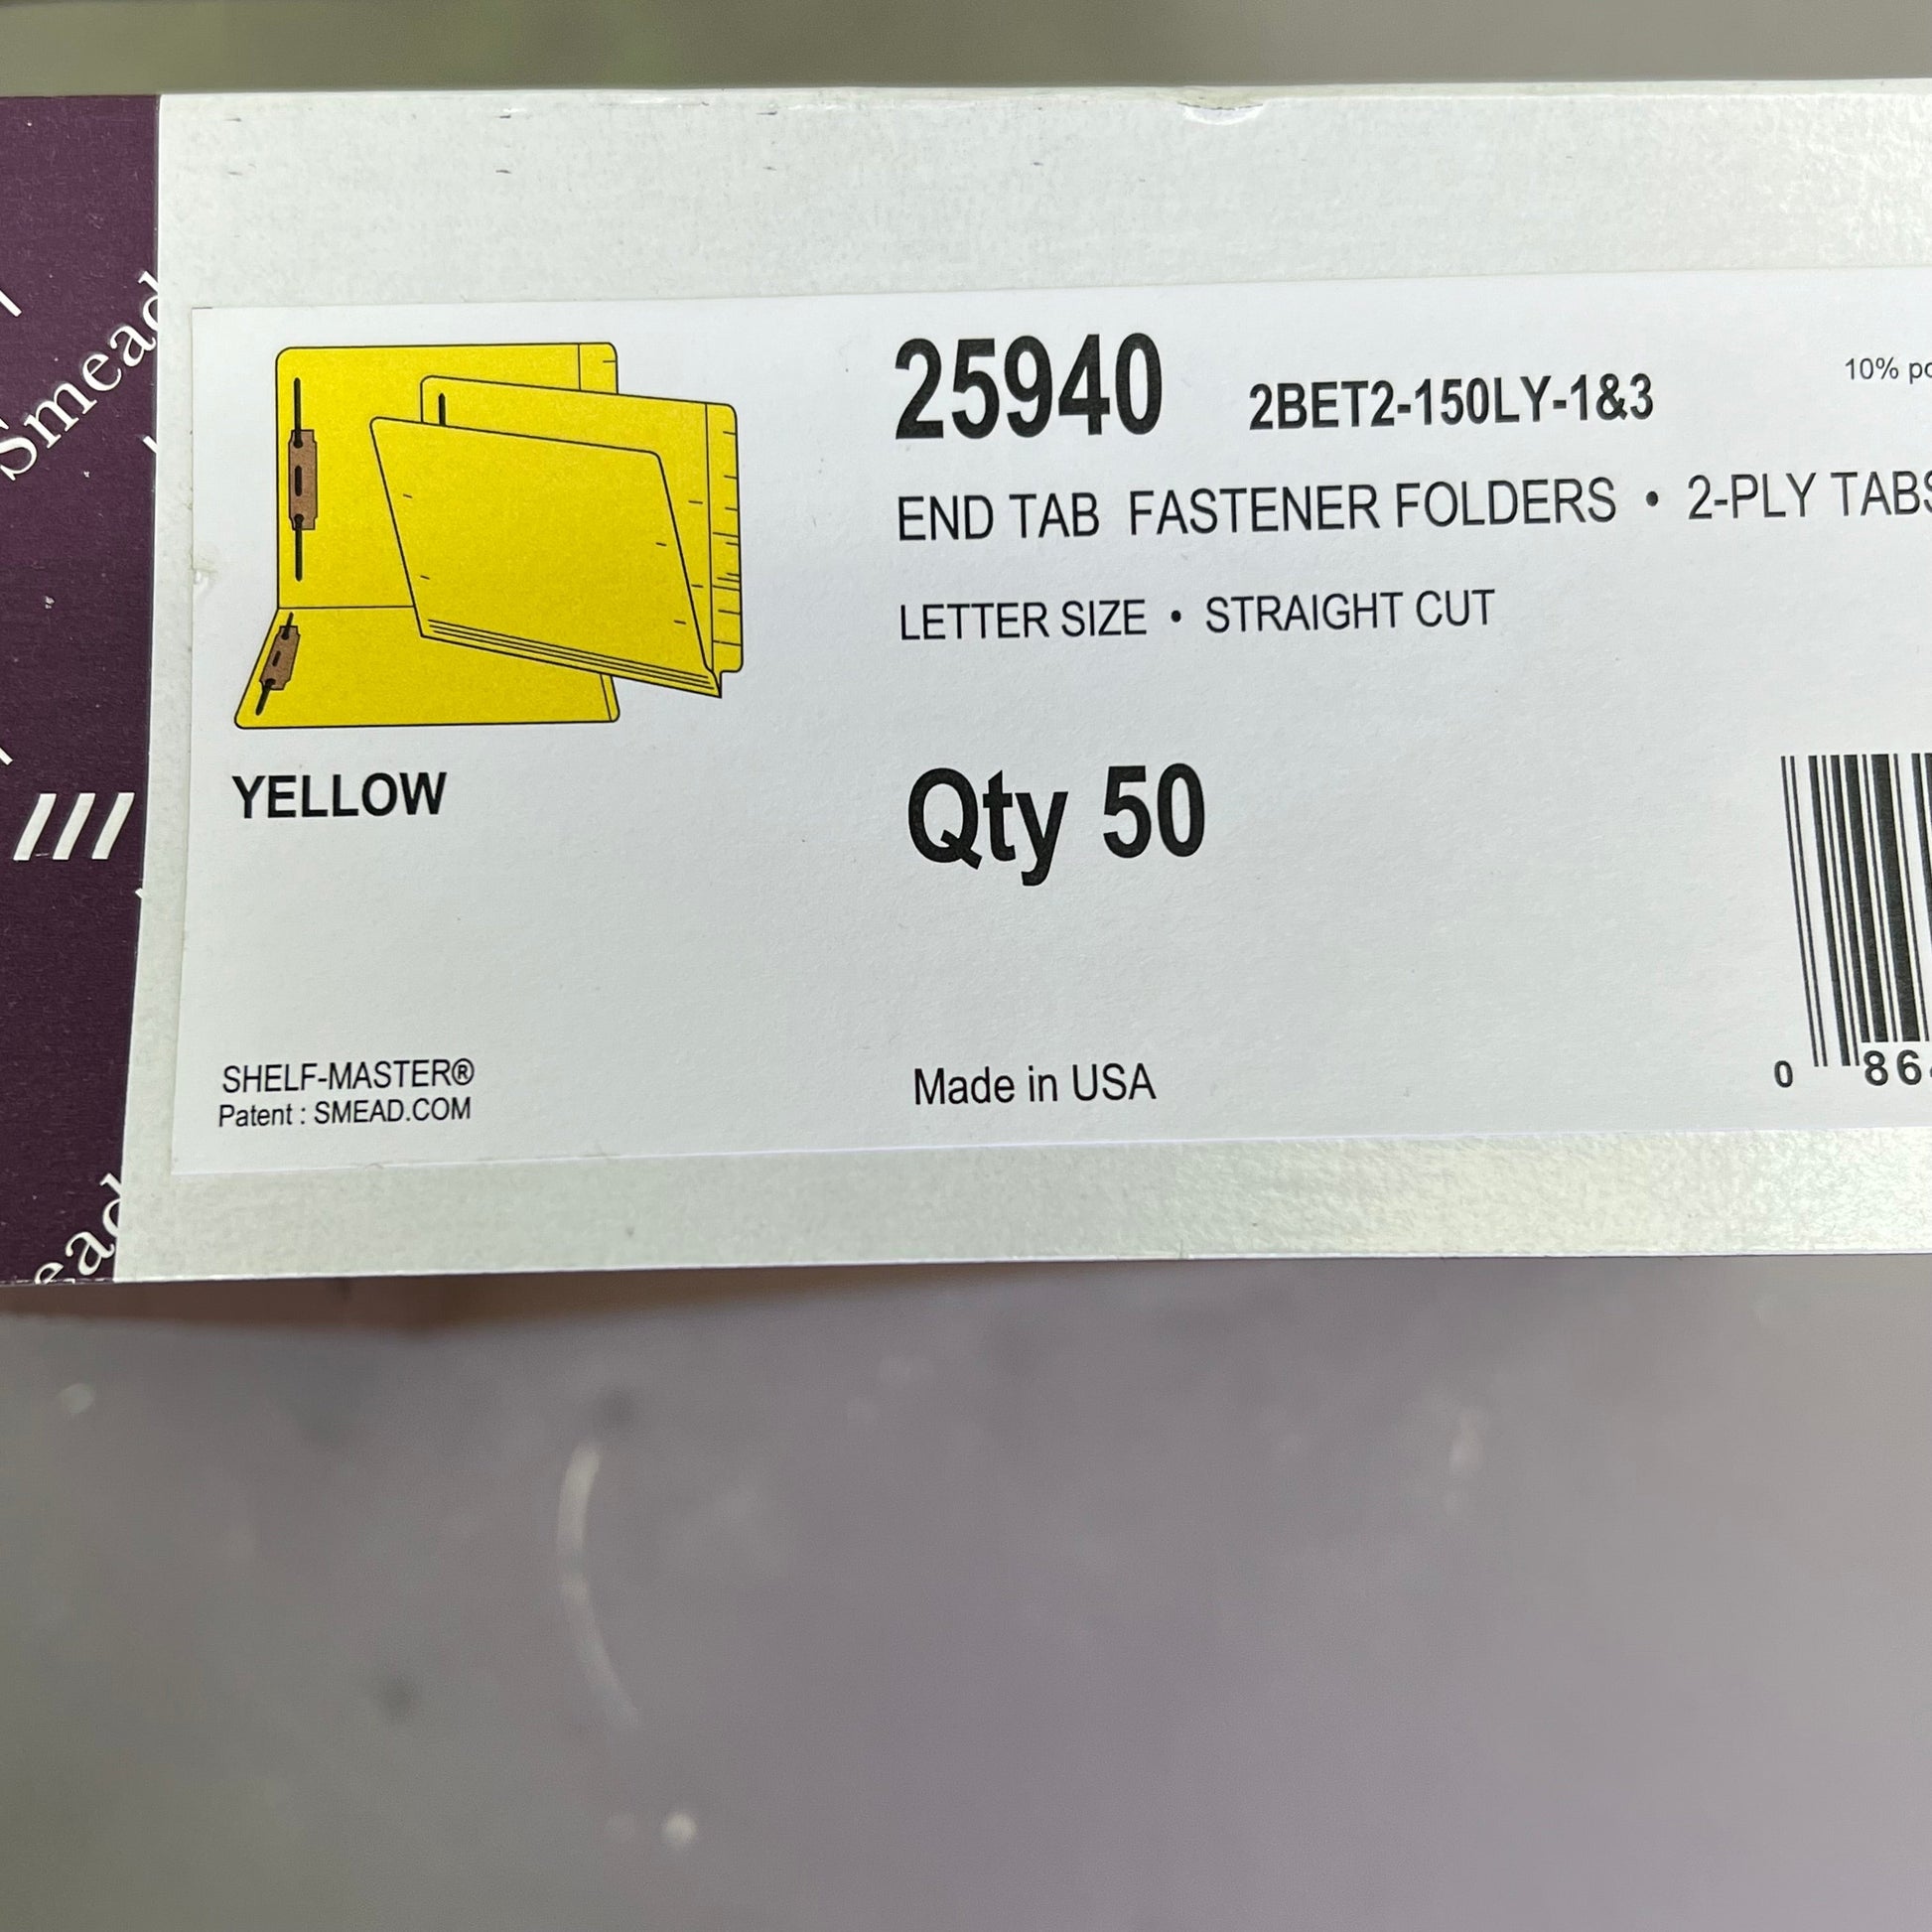 Smead
25940 2BET2-150LY-1&3
10%
END TAB FASTENER FOLDERS • 2-PLY TABS
LETTER SIZE • STRAIGHT CUT
YELLOW
Qty 50
SHELF-MASTER®
Patent : SMEAD.COM
Made in USA
0 86